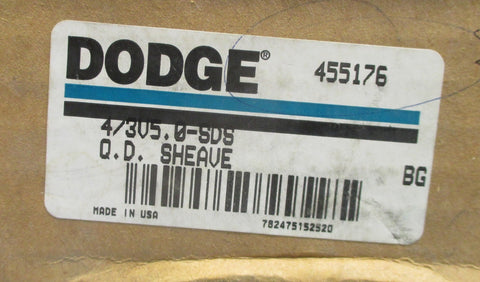 DODGE® 455176
4/3V5.0-SDS
Q.D. SHEAVE
BG
MADE IN USA
782475152520